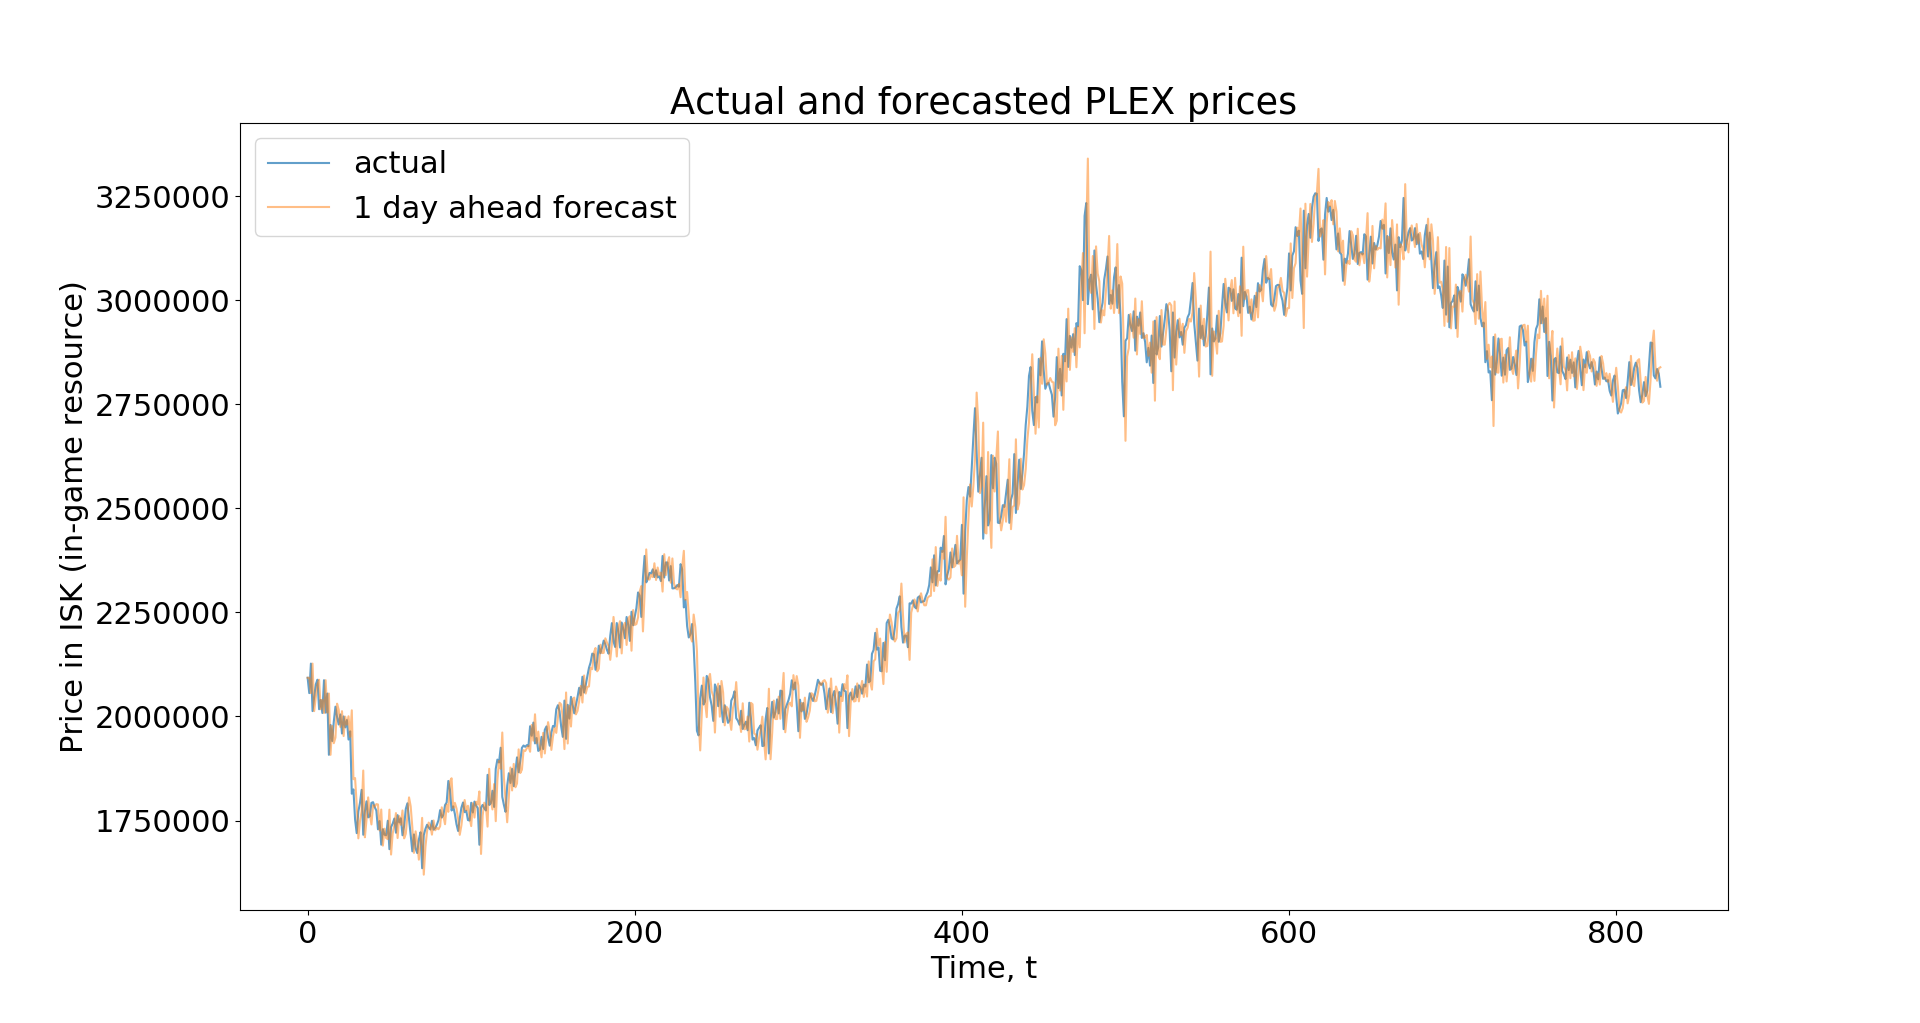 Actual and forecasted PLEX prices
actual
1 day ahead forecast
Price in ISK (in-game resource)
3250000
3000000
2750000
2500000
2250000
2000000
1750000
0 200 400 600 800
Time, t